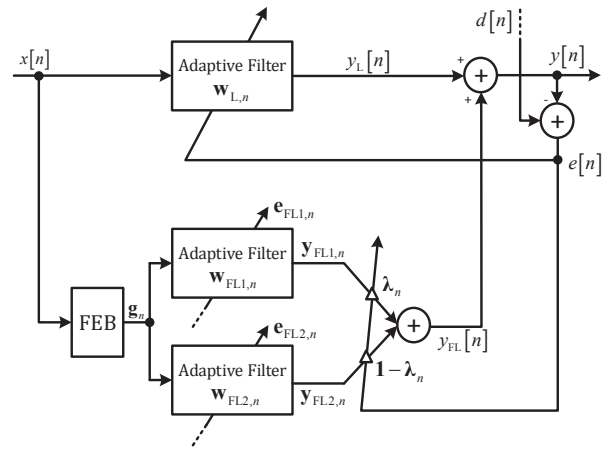 d[n]
x[n]
Adaptive Filter
w_L,n
y_L[n]
+
+
+
y[n]
-
+
e[n]
e_FL1,n
Adaptive Filter
w_FL1,n
y_FL1,n
λ_n
FEB
g_n
+
y_FL[n]
e_FL2,n
Adaptive Filter
w_FL2,n
y_FL2,n
1 − λ_n